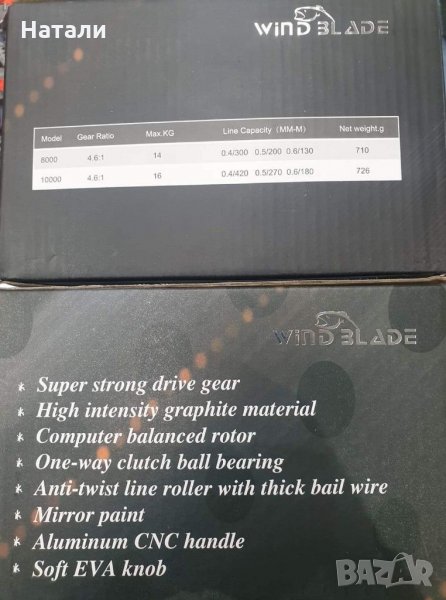 Натали
WIND BLADE
Model Gear Ratio Max.KG Line Capacity (MM-M) Net weight.g
8000 4.6:1 14 0.4/300 0.5/200 0.6/130 710
10000 4.6:1 16 0.4/420 0.5/270 0.6/180 726
WIND BLADE
Super strong drive gear
High intensity graphite material
Computer balanced rotor
One-way clutch ball bearing
Anti-twist line roller with thick bail wire
Mirror paint
Aluminum CNC handle
Soft EVA knob
BAZAR